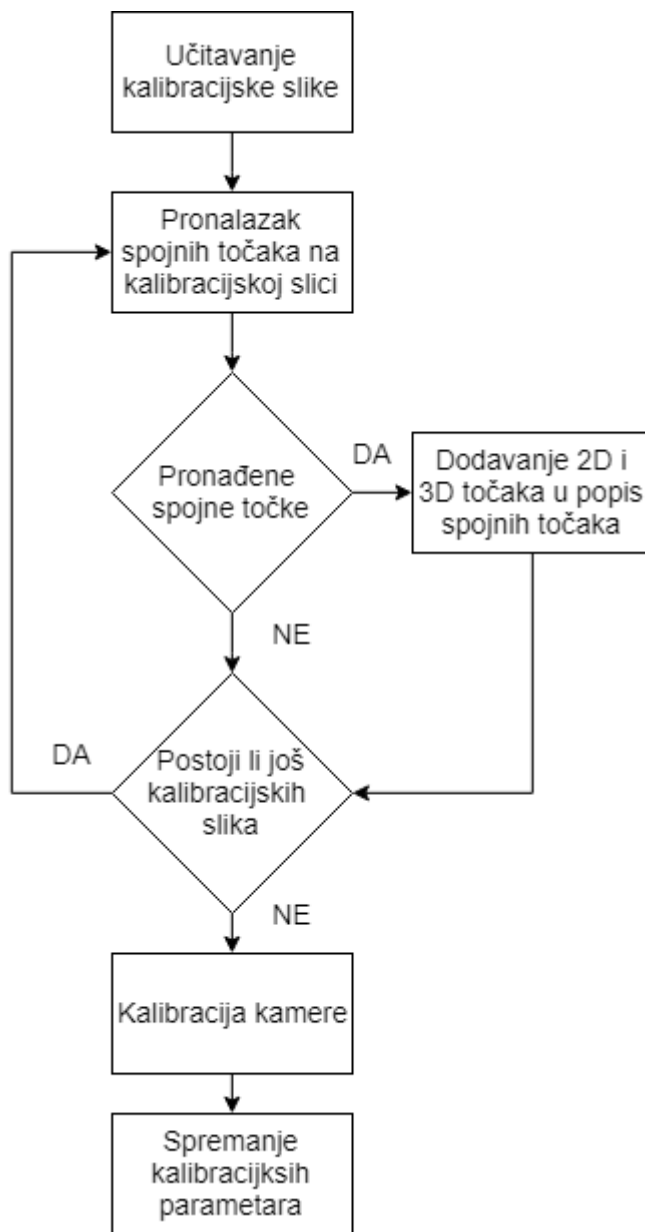 Učitavanje
kalibracijske slike
Pronalazak
spojnih točaka na
kalibracijskoj slici
Pronađene
spojne točke
DA
Dodavanje 2D i
3D točaka u popis
spojnih točaka
NE
Postoji li još
kalibracijskih
slika
DA
NE
Kalibracija kamere
Spremanje
kalibracijksih
parametara